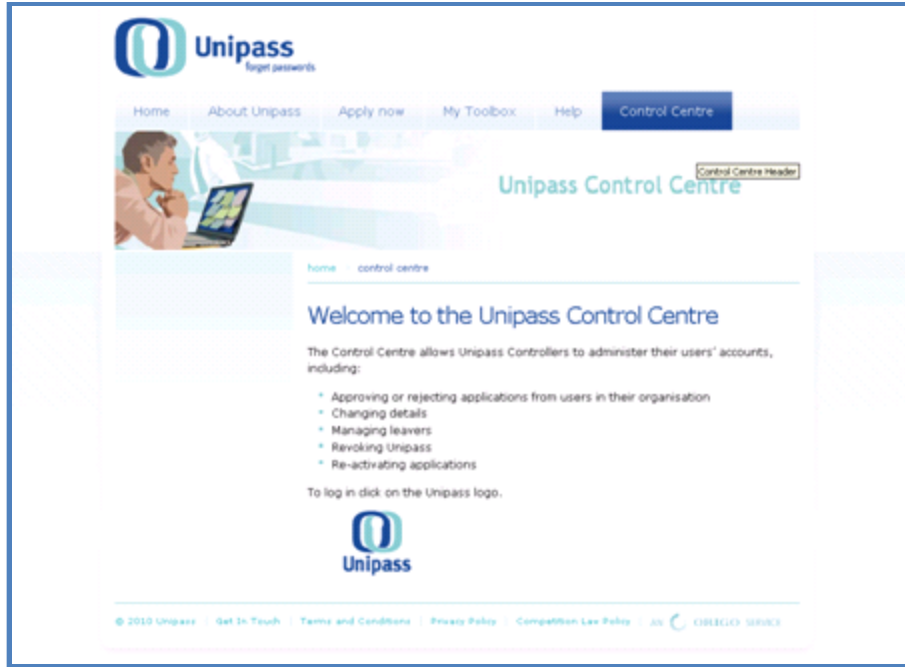 Unipass
forget passwords
Home About Unipass Apply now My Toolbox Help Control Centre
Control Centre Header
Unipass Control Centre
home control centre
Welcome to the Unipass Control Centre
The Control Centre allows Unipass Controllers to administer their users' accounts,
including:
Approving or rejecting applications from users in their organisation
Changing details
Managing leavers
Revoking Unipass
Re-activating applications
To log in click on the Unipass logo.
Unipass
© 2010 Unipass Get In Touch Terms and Conditions Privacy Policy Competition Law Policy AN ORIGO SERVICE